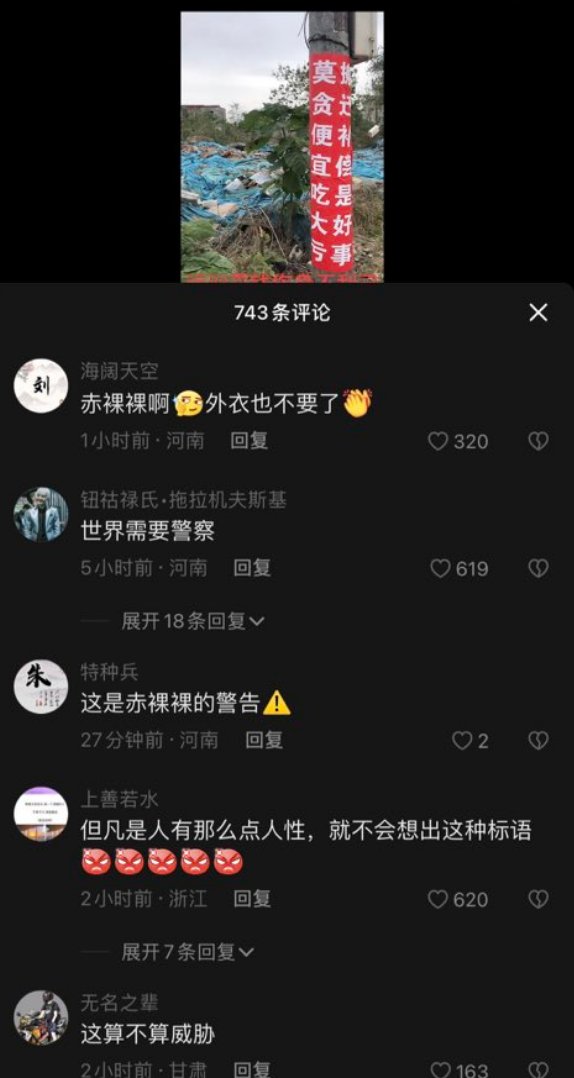 搬迁补偿是好事
莫贪便宜吃大亏
743条评论
刘
海阔天空
赤裸裸啊外衣也不要了
1小时前·河南 回复
320
钮祜禄氏·拖拉机夫斯基
世界需要警察
5小时前·河南 回复
619
展开18条回复
朱
特种兵
这是赤裸裸的警告
27分钟前·河南 回复
2
上善若水
但凡是人有那么点人性，就不会想出这种标语
2小时前·浙江 回复
620
展开7条回复
无名之辈
这算不算威胁
2小时前·甘肃 回复
163